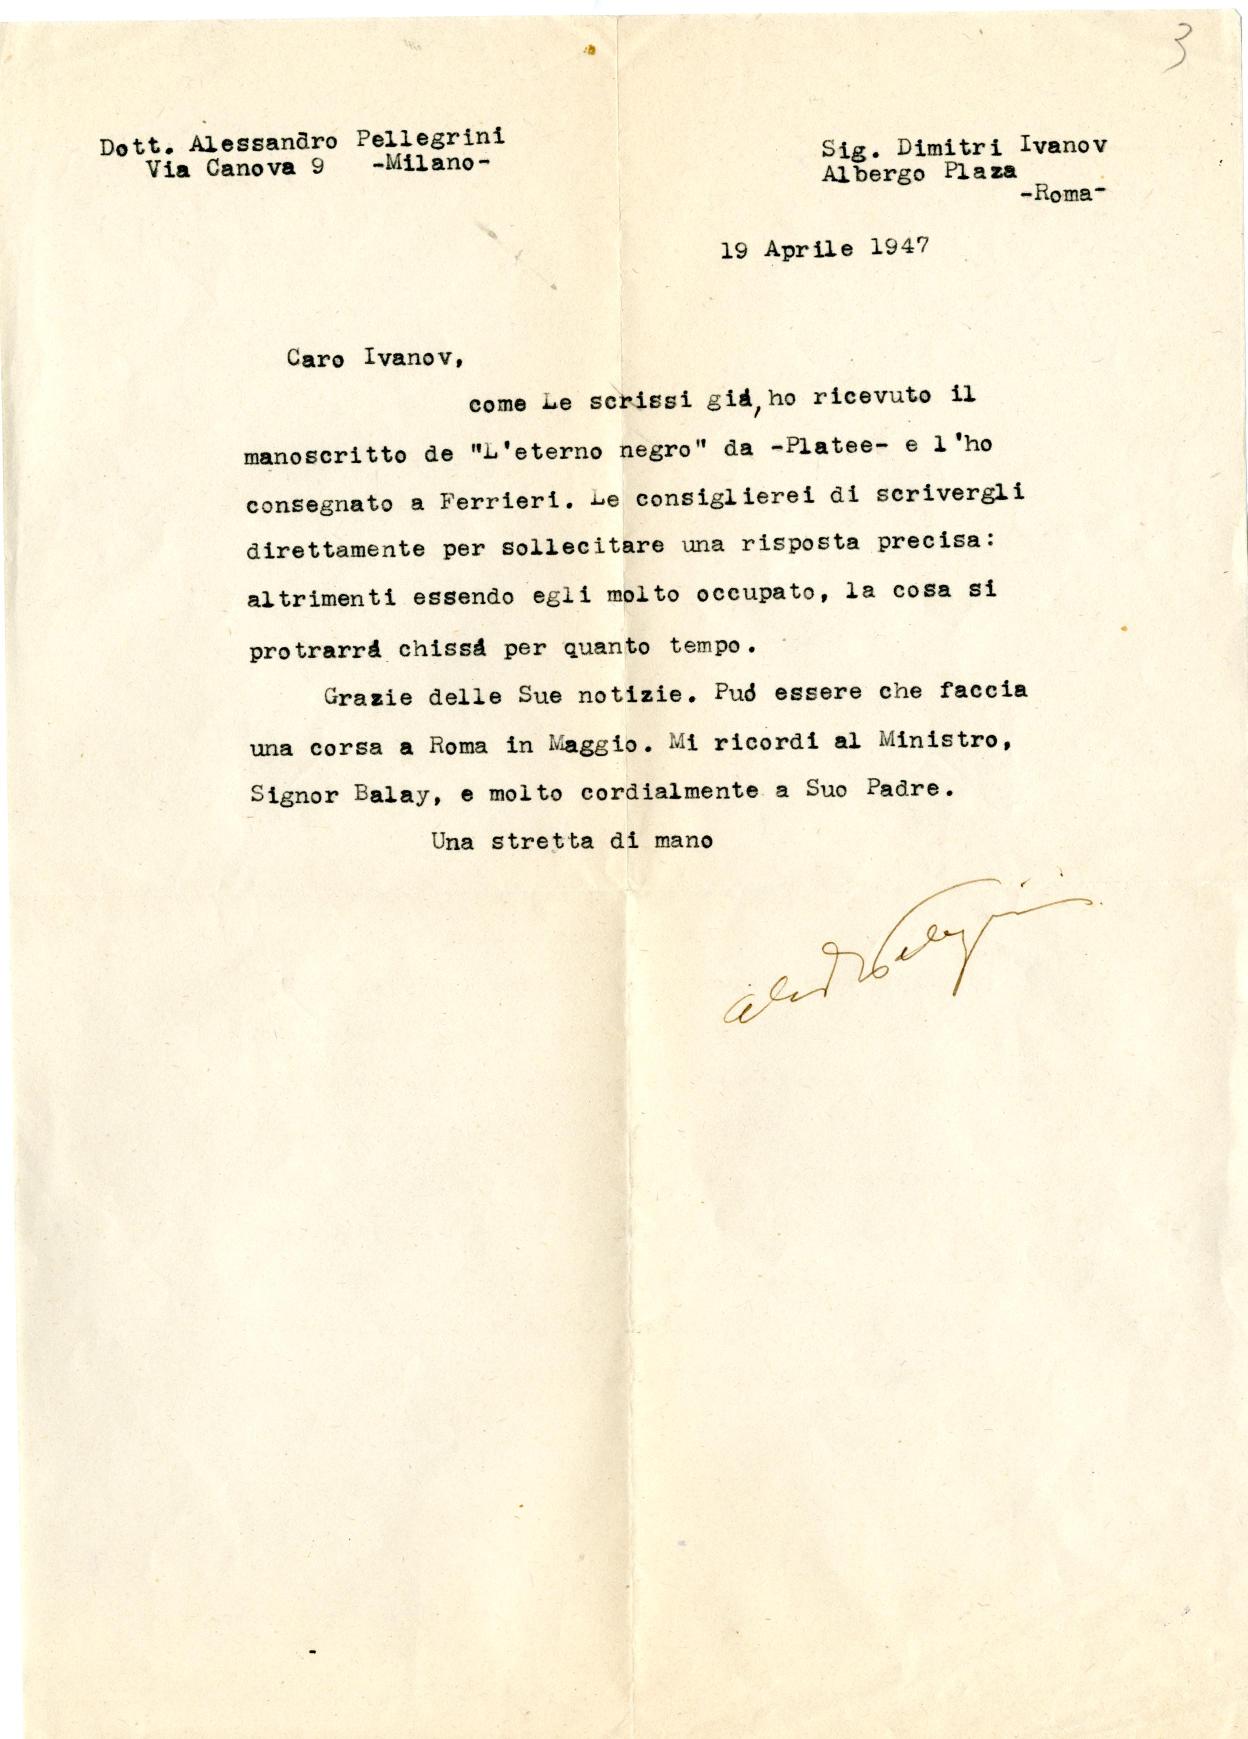 3
Dott. Alessandro Pellegrini
Via Canova 9 -Milano-
Sig. Dimitri Ivanov
Albergo Plaza
-Roma-
19 Aprile 1947
Caro Ivanov,
come Le scrissi giá, ho ricevuto il
manoscritto de "L'eterno negro" da -Platee- e l'ho
consegnato a Ferrieri. Le consiglierei di scrivergli
direttamente per sollecitare una risposta precisa:
altrimenti essendo egli molto occupato, la cosa si
protrarrá chissá per quanto tempo.
Grazie delle Sue notizie. Puó essere che faccia
una corsa a Roma in Maggio. Mi ricordi al Ministro,
Signor Balay, e molto cordialmente a Suo Padre.
Una stretta di mano